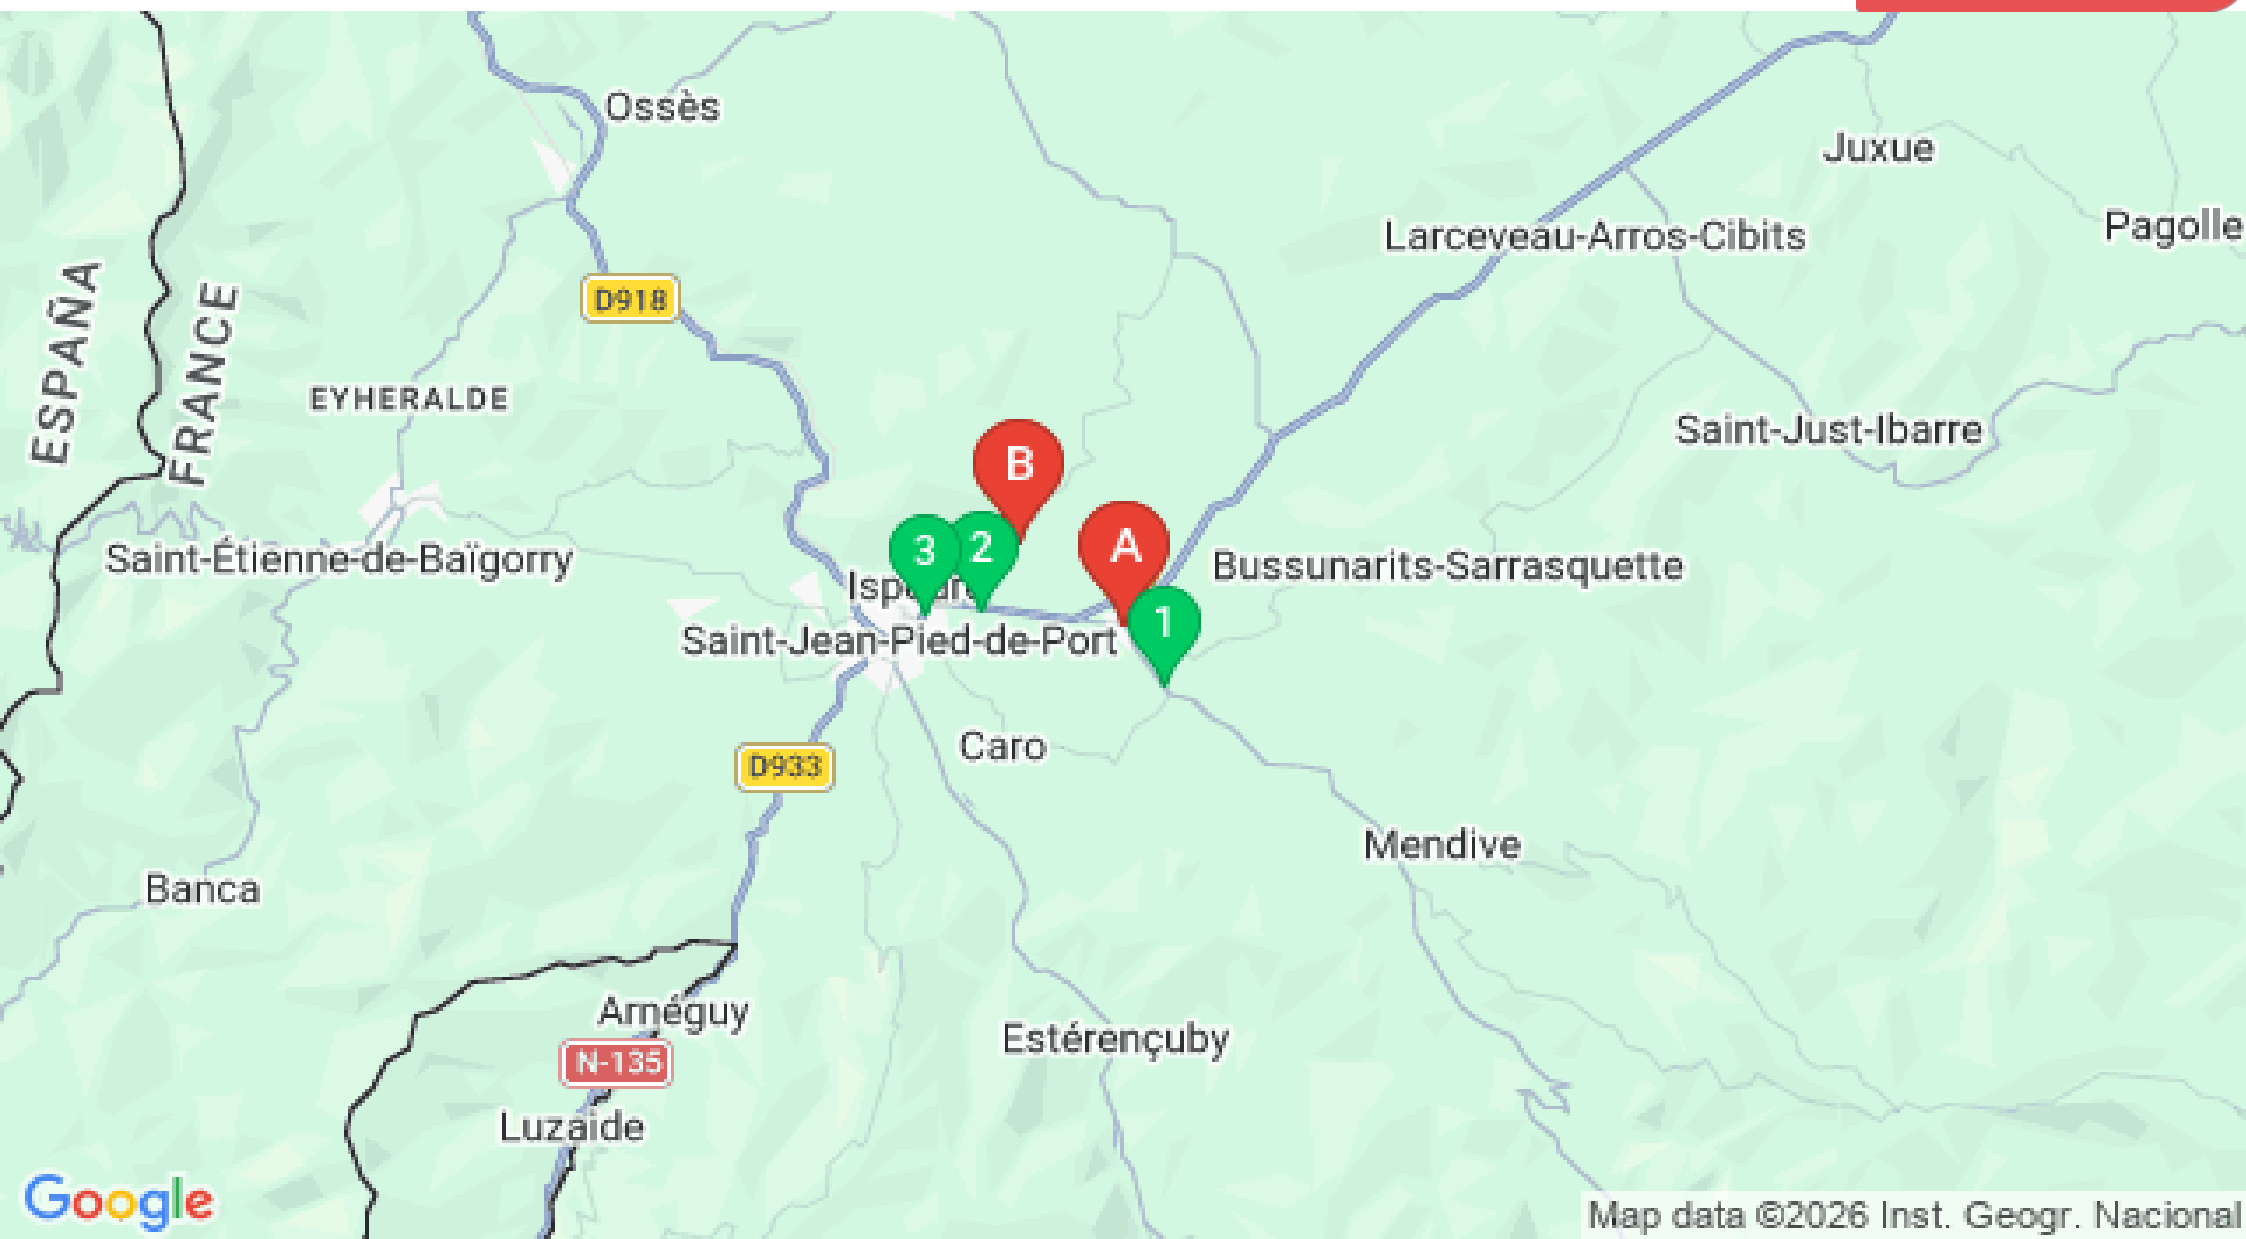 Ossès
Juxue
Pagolle
Larceveau-Arros-Cibits
ESPAÑA
FRANCE
D918
EYHERALDE
Saint-Just-Ibarre
B
A
3
2
1
Saint-Étienne-de-Baïgorry
Bussunarits-Sarrasquette
Saint-Jean-Pied-de-Port
Caro
D933
Mendive
Banca
Arnéguy
Estérençuby
N-135
Luzaide
Google
Map data ©2026 Inst. Geogr. Nacional